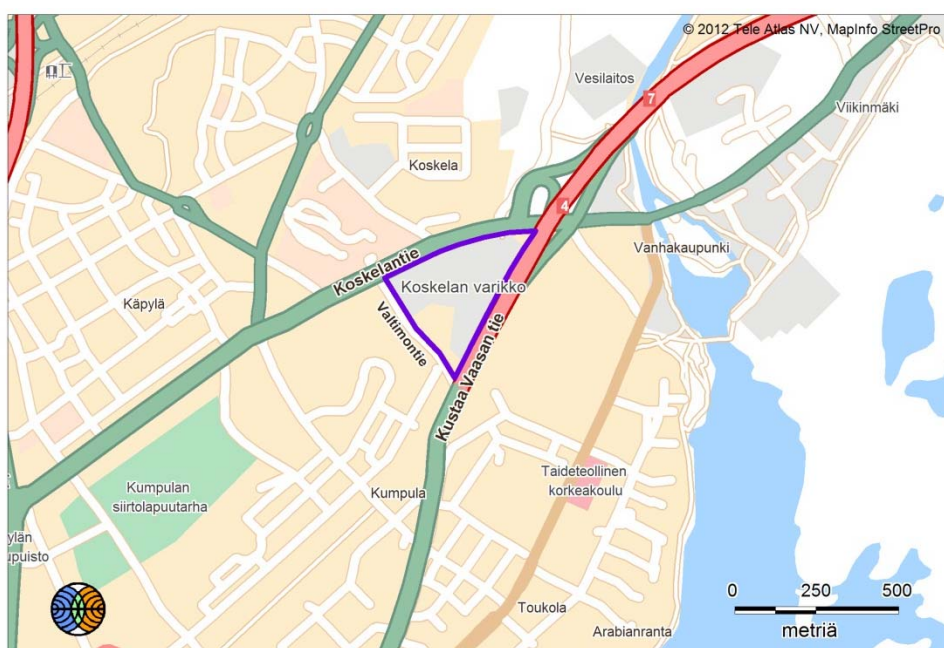 © 2012 Tele Atlas NV, MapInfo StreetPro
Vesilaitos
7
Viikinmäki
Koskela
4
Vanhakaupunki
Koskelantie
Koskelan varikko
Käpylä
Valtimontie
Kustaa Vaasan tie
Taideteollinen
korkeakoulu
Kumpulan
siirtolapuutarha
Kumpula
ylän
upuisto
0 250 500
metriä
Toukola
Arabianranta